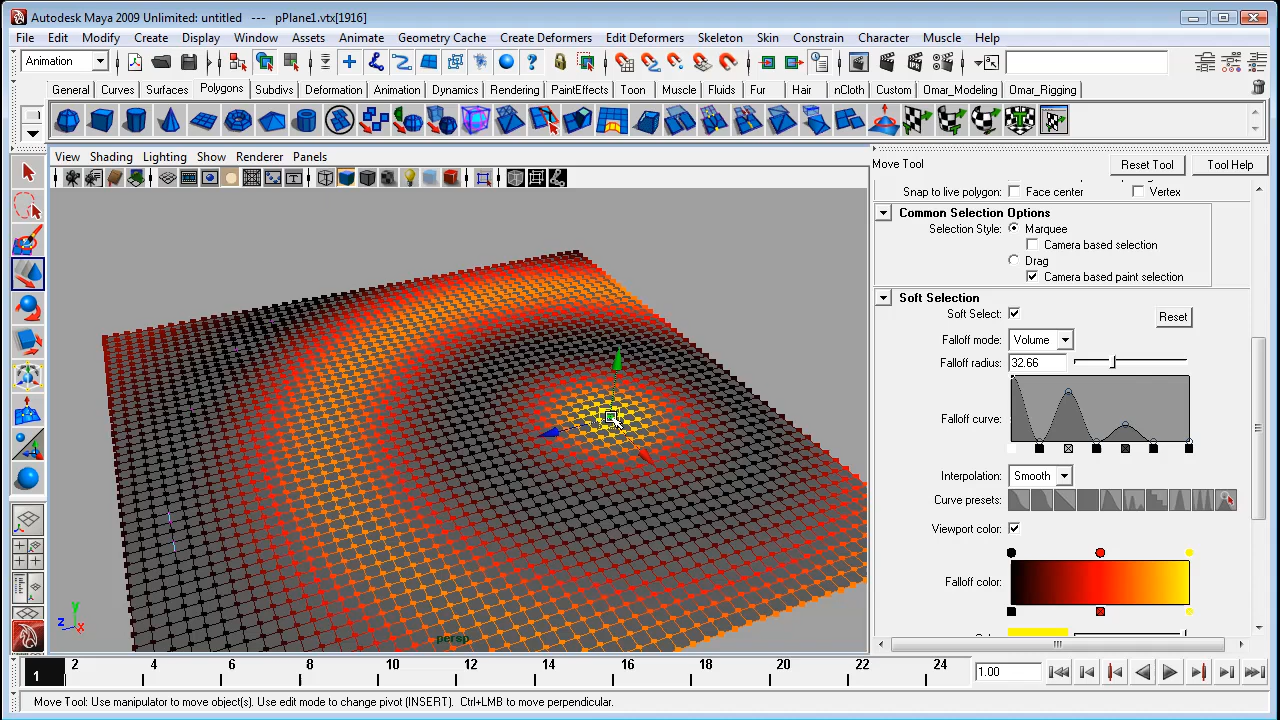 Autodesk Maya 2009 Unlimited: untitled --- pPlane1.vtx[1916]
File Edit Modify Create Display Window Assets Animate Geometry Cache Create Deformers Edit Deformers Skeleton Skin Constrain Character Muscle Help
Animation
General Curves Surfaces Polygons Subdivs Deformation Animation Dynamics Rendering PaintEffects Toon Muscle Fluids Fur Hair nCloth Custom Omar_Modeling Omar_Rigging
View Shading Lighting Show Renderer Panels
Move Tool Reset Tool Tool Help
Snap to live polygon: Face center Vertex
Common Selection Options
Selection Style: Marquee
Camera based selection
Drag
Camera based paint selection
Soft Selection
Soft Select: Reset
Falloff mode: Volume
Falloff radius: 32.66
Falloff curve:
Interpolation: Smooth
Curve presets:
Viewport color:
Falloff color:
y
z x
persp
1 2 4 6 8 10 12 14 16 18 20 22 24 1.00
Move Tool: Use manipulator to move object(s). Use edit mode to change pivot (INSERT). Ctrl+LMB to move perpendicular.